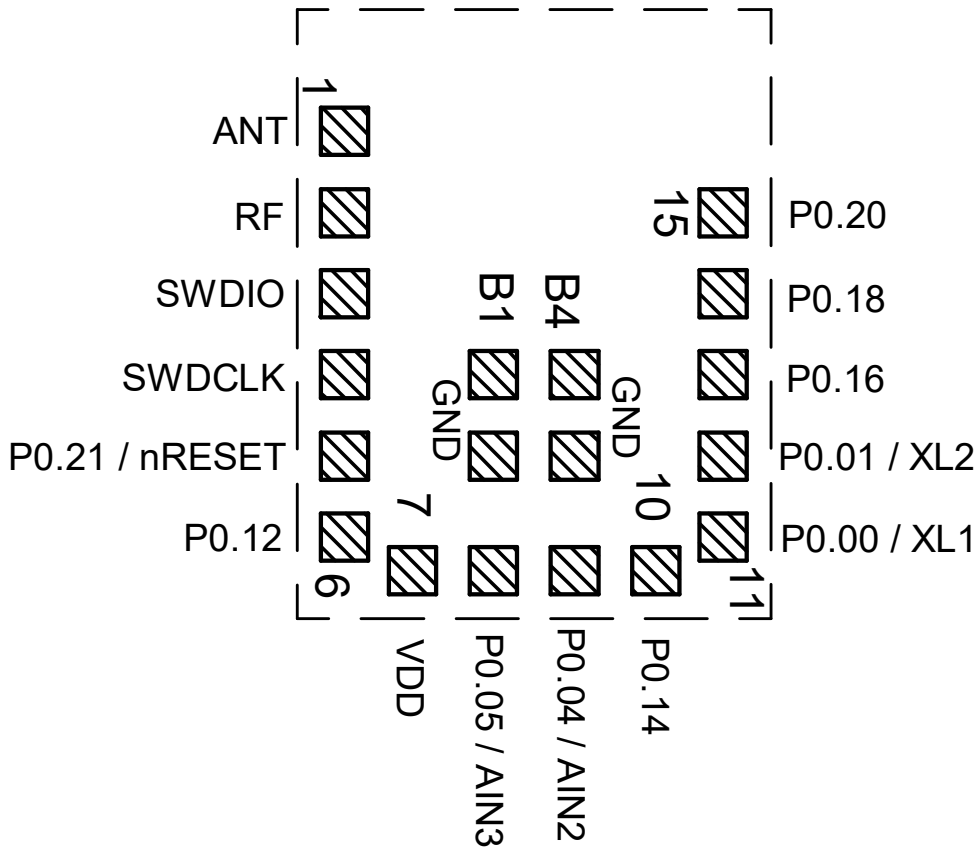 1
ANT
RF
15
P0.20
SWDIO
B1
B4
P0.18
SWDCLK
GND
GND
P0.16
P0.21 / nRESET
7
10
P0.01 / XL2
P0.12
6
11
P0.00 / XL1
VDD
P0.05 / AIN3
P0.04 / AIN2
P0.14